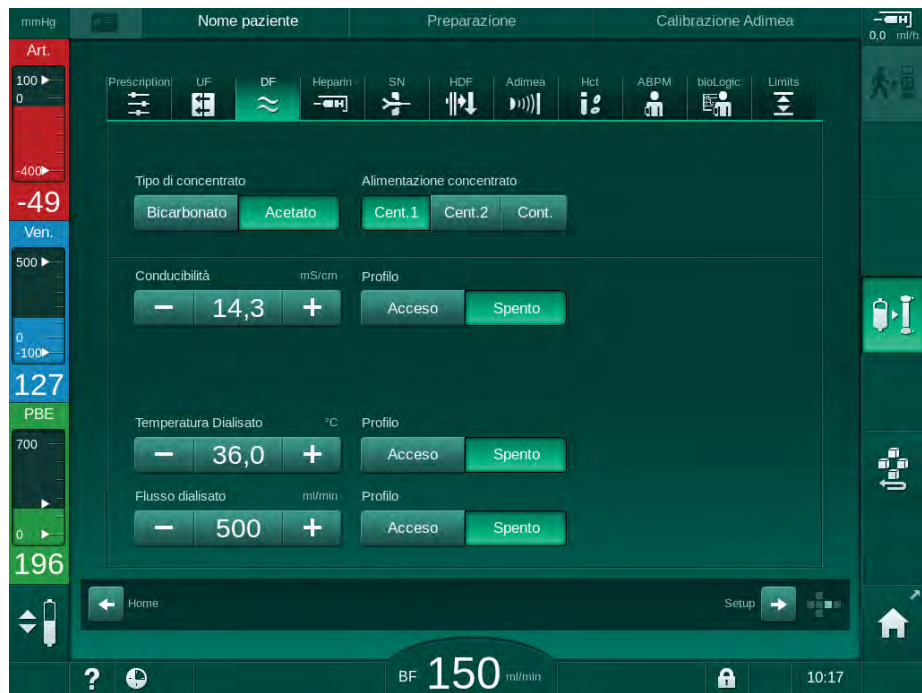 mmHg Nome paziente Preparazione Calibrazione Adimea 0,0 ml/h
Art.
100
0
-400
-49
Ven.
500
0
-100
127
PBE
700
0
196
Prescription UF DF Heparin SN HDF Adimea Hct ABPM bioLogic Limits
Tipo di concentrato Alimentazione concentrato
Bicarbonato Acetato Cent.1 Cent.2 Cont.
Conducibilità mS/cm Profilo
− 14,3 + Acceso Spento
Temperatura Dialisato °C Profilo
− 36,0 + Acceso Spento
Flusso dialisato ml/min Profilo
− 500 + Acceso Spento
Home Setup
? BF 150 ml/min 10:17